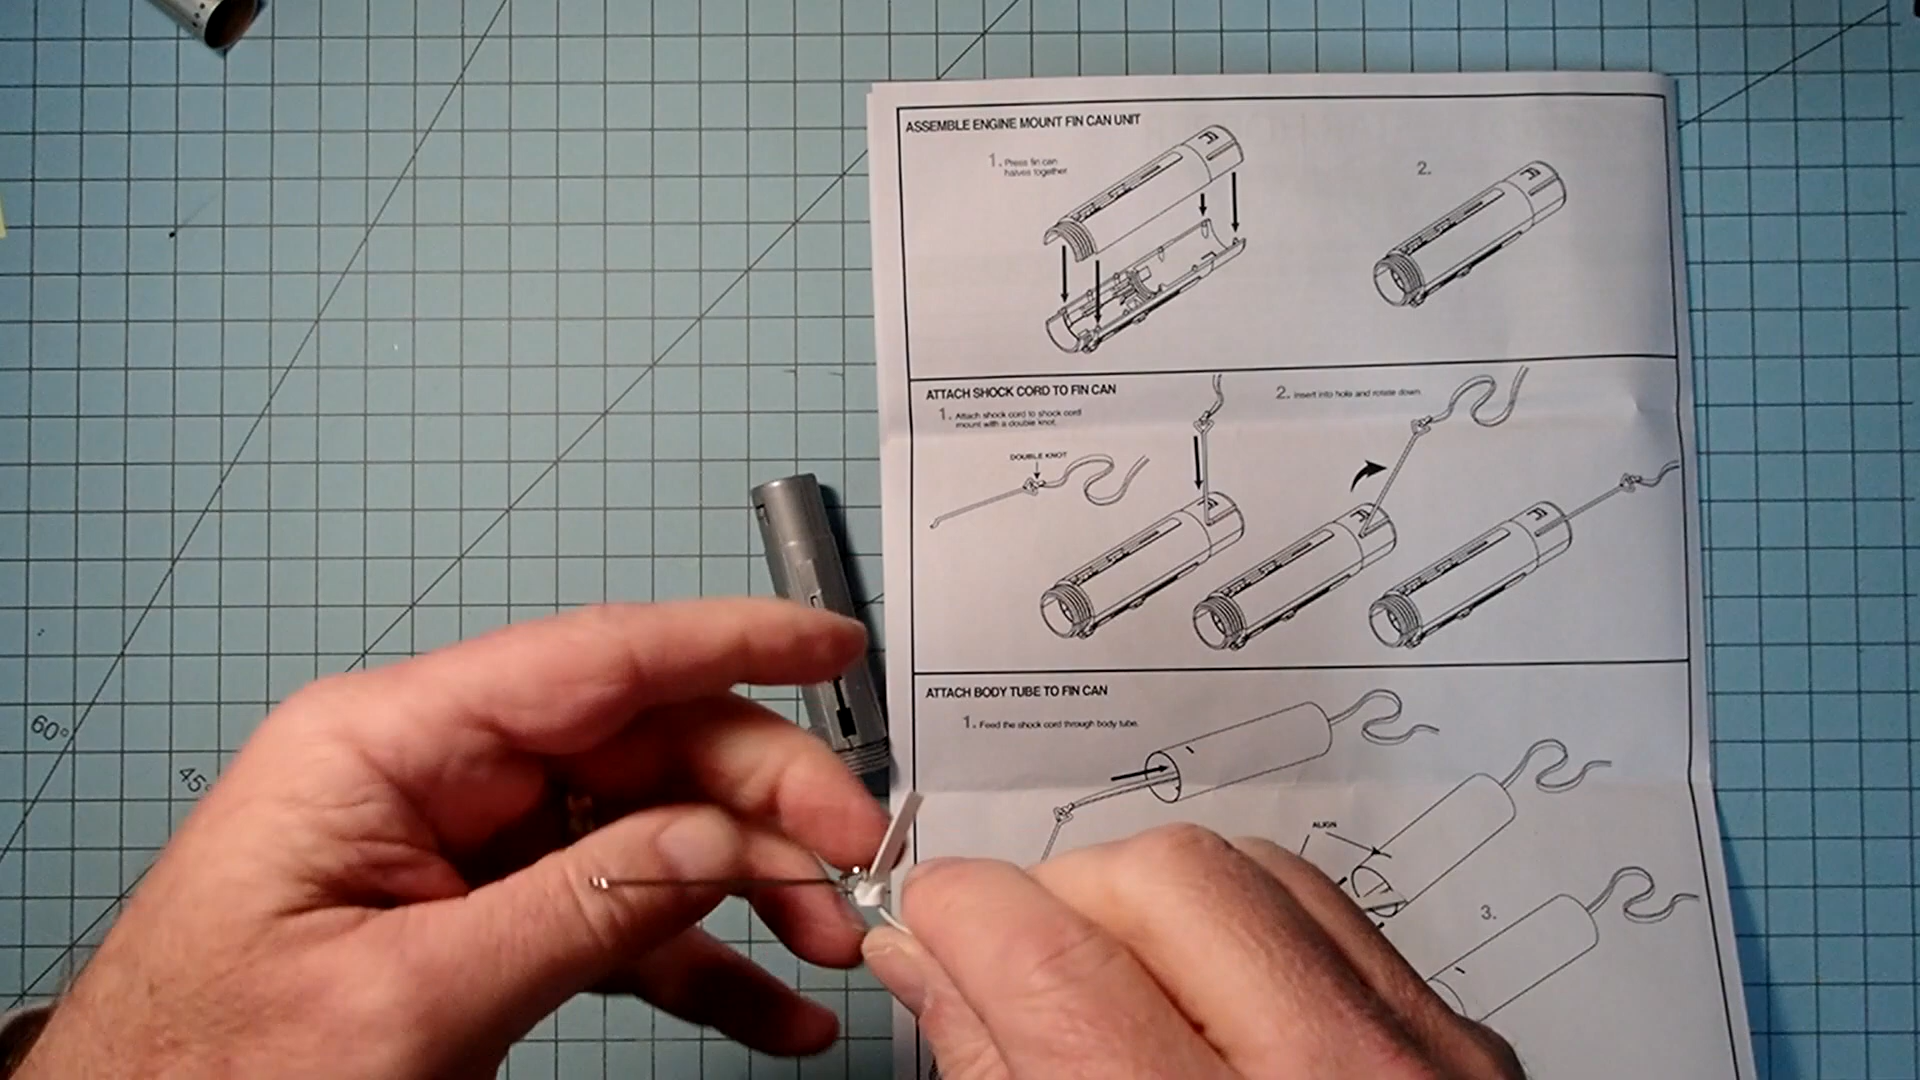 ASSEMBLE ENGINE MOUNT FIN CAN UNIT
1. Press fin can
halves together
2.
ATTACH SHOCK CORD TO FIN CAN
1. Attach shock cord to shock cord
mount with a double knot.
DOUBLE KNOT
2. Insert into hole and rotate down
ATTACH BODY TUBE TO FIN CAN
1. Feed the shock cord through body tube.
ALIGN
3.
60°
45°